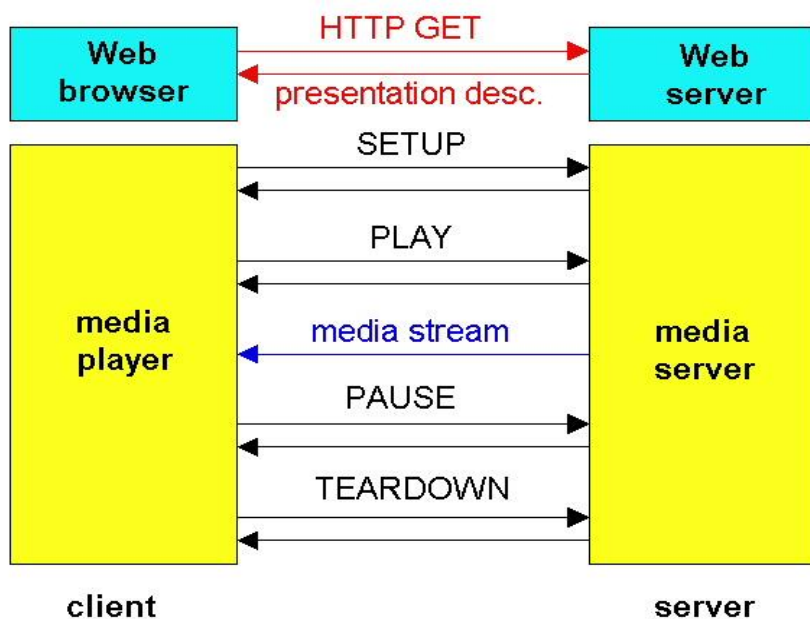 HTTP GET
Web
browser
presentation desc.
Web
server
SETUP
PLAY
media
player
media stream
media
server
PAUSE
TEARDOWN
client
server